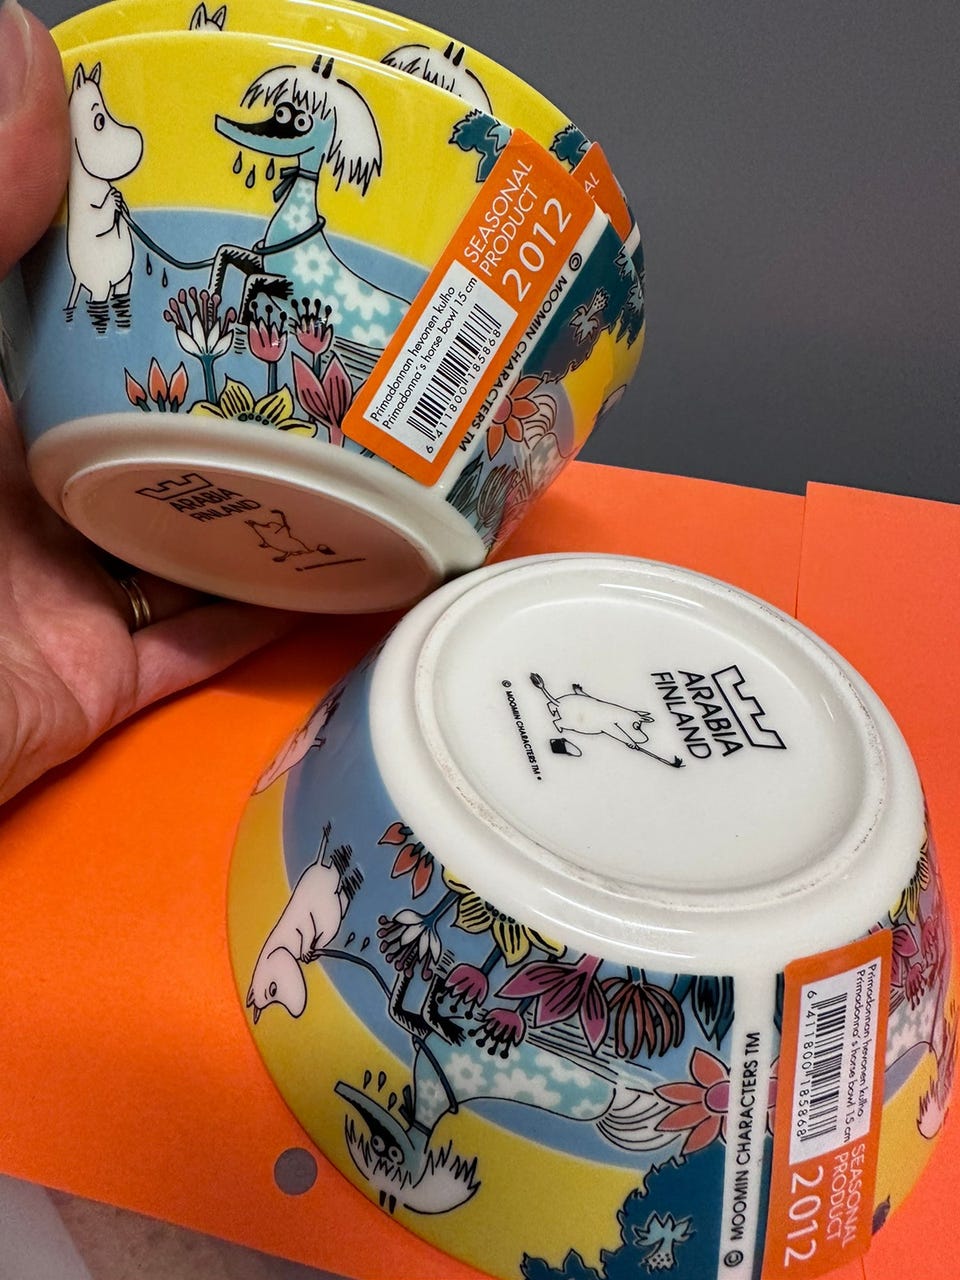 SEASONAL
PRODUCT
2012
Primadonnan hevonen kulho
Primadonna's horse bowl 15 cm
6 411800 185868
© MOOMIN CHARACTERS TM
AL
ARABIA
FINLAND
ARABIA
FINLAND
© MOOMIN CHARACTERS TM
© MOOMIN CHARACTERS TM
Primadonnan hevonen kulho
Primadonna's horse bowl 15 cm
6 411800 185868
SEASONAL
PRODUCT
2012